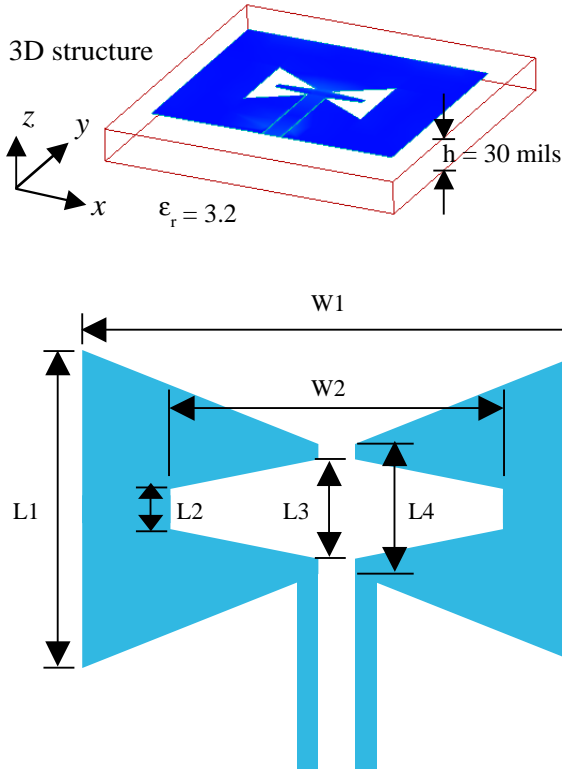 3D structure
z
y
x
h = 30 mils
εr = 3.2
W1
W2
L1
L2
L3
L4